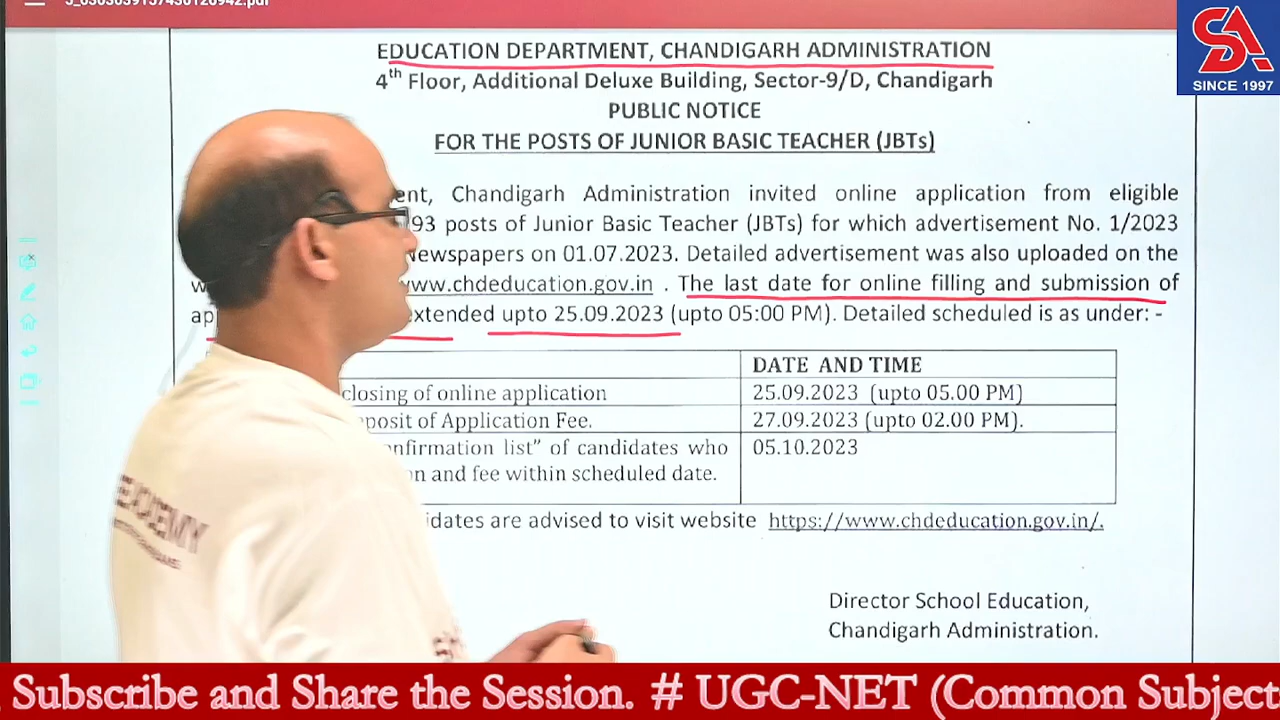 SA
SINCE 1997
EDUCATION DEPARTMENT, CHANDIGARH ADMINISTRATION
4th Floor, Additional Deluxe Building, Sector-9/D, Chandigarh
PUBLIC NOTICE
FOR THE POSTS OF JUNIOR BASIC TEACHER (JBTs)
Chandigarh Administration invited online application from eligible
93 posts of Junior Basic Teacher (JBTs) for which advertisement No. 1/2023
Newspapers on 01.07.2023. Detailed advertisement was also uploaded on the
www.chdeducation.gov.in . The last date for online filling and submission of
extended upto 25.09.2023 (upto 05:00 PM). Detailed scheduled is as under: -
DATE AND TIME
closing of online application 25.09.2023 (upto 05.00 PM)
of Application Fee. 27.09.2023 (upto 02.00 PM).
list” of candidates who 05.10.2023
and fee within scheduled date.
are advised to visit website https://www.chdeducation.gov.in/.
Director School Education,
Chandigarh Administration.
Subscribe and Share the Session. # UGC-NET (Common Subject